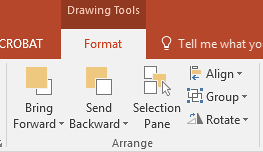 Drawing Tools
CROBAT
Format
Tell me what you
Bring
Forward
Send
Backward
Selection
Pane
Align
Group
Rotate
Arrange